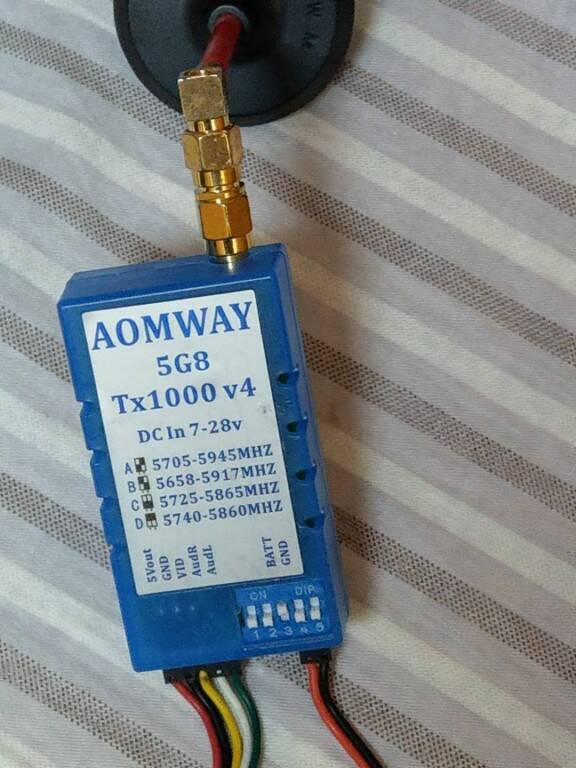 AOMWAY
5G8
Tx1000 v4
DC In 7-28v
A 5705-5945MHZ
B 5658-5917MHZ
C 5725-5865MHZ
D 5740-5860MHZ
5Vout
GND
VID
AudR
AudL
BATT
GND
ON DIP
1 2 3 4 5